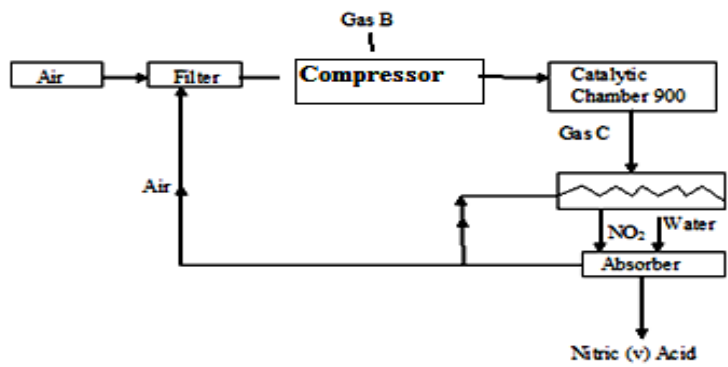 Gas B
Air
Filter
Compressor
Catalytic
Chamber 900
Gas C
Air
NO₂
Water
Absorber
Nitric (v) Acid